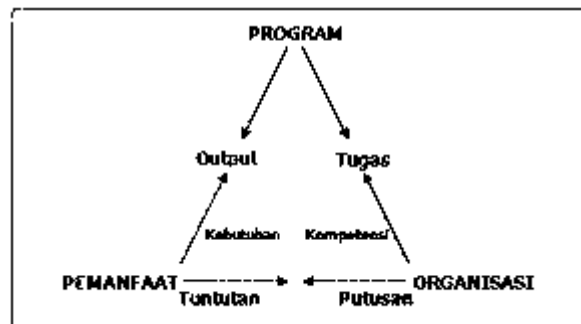 PROGRAM
Output Tugas
Kebutuhan Kompetensi
PEMANFAAT ORGANISASI
Tuntutan Putusan